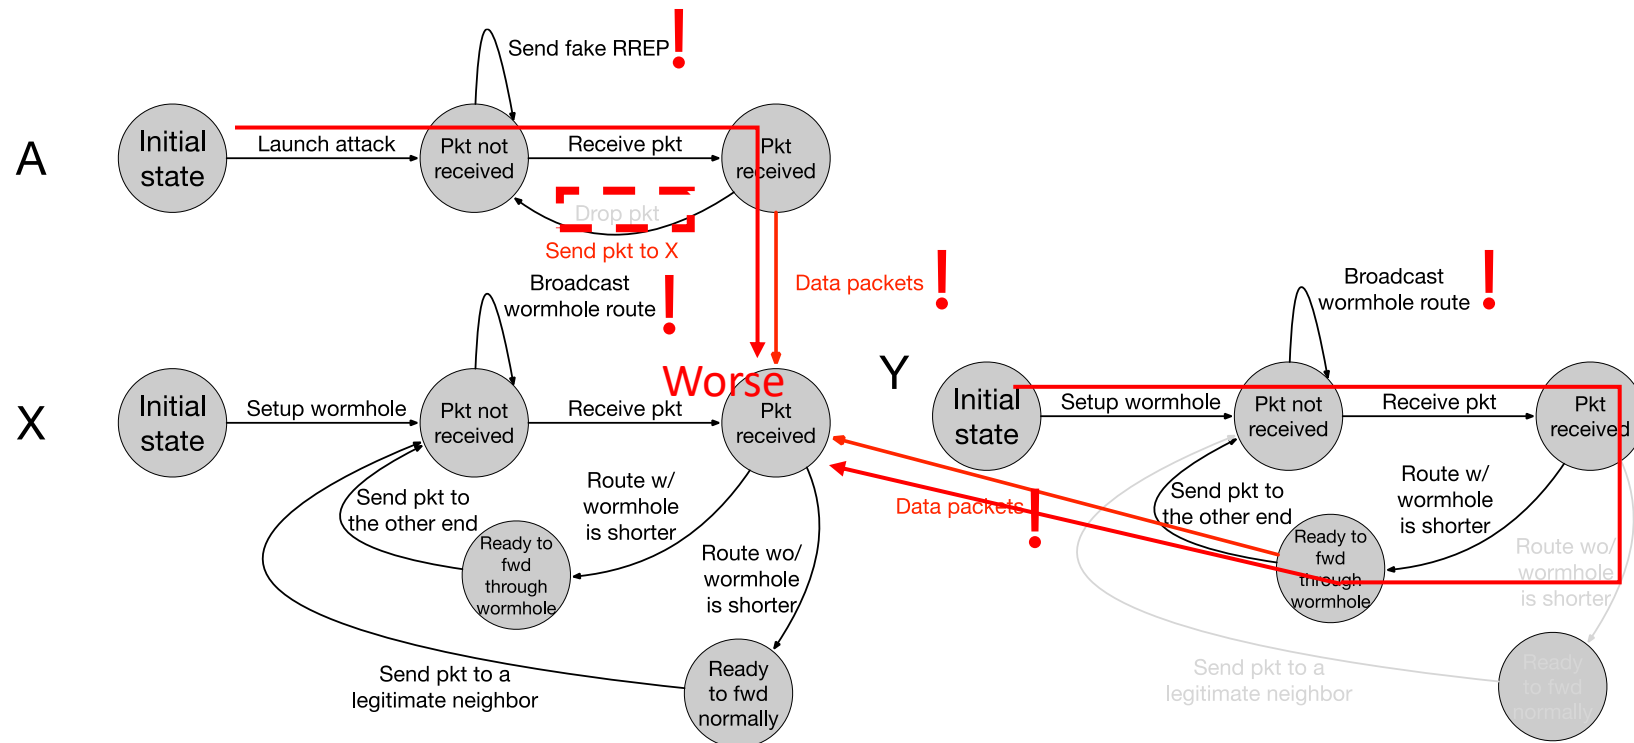 Send fake RREP
!
A
Initial
state
Launch attack
Pkt not
received
Receive pkt
Pkt
received
Drop pkt
Send pkt to X
Data packets
!
Broadcast
wormhole route
!
Worse
X
Initial
state
Setup wormhole
Pkt not
received
Receive pkt
Pkt
received
Send pkt to
the other end
Route w/
wormhole
is shorter
Ready to
fwd
through
wormhole
Route wo/
wormhole
is shorter
Send pkt to a
legitimate neighbor
Ready
to fwd
normally
Data packets
!
Y
Broadcast
wormhole route
!
Initial
state
Setup wormhole
Pkt not
received
Receive pkt
Pkt
received
Send pkt to
the other end
Route w/
wormhole
is shorter
Ready to
fwd
through
wormhole
Route wo/
wormhole
is shorter
Send pkt to a
legitimate neighbor
Ready
to fwd
normally